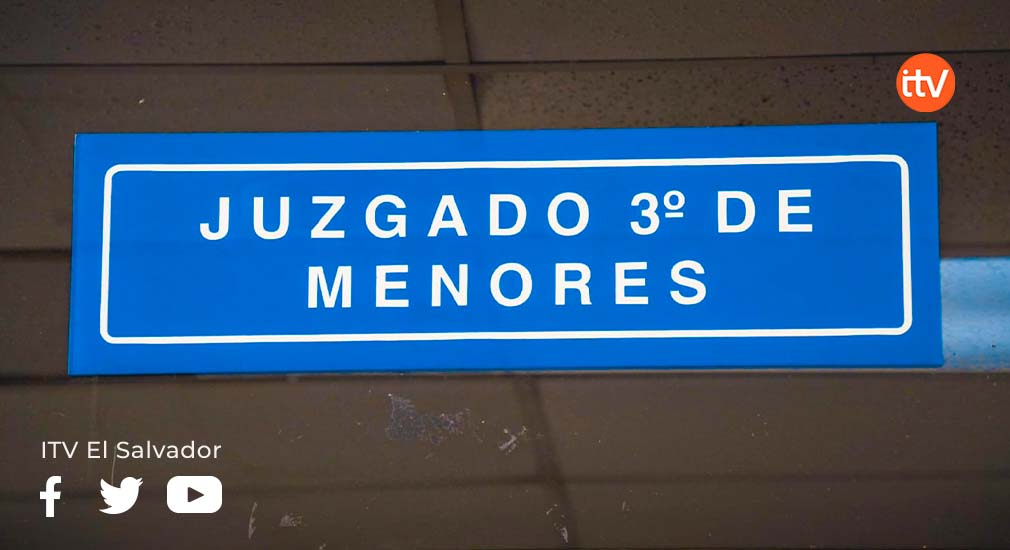 itv
JUZGADO 3º DE
MENORES
ITV El Salvador